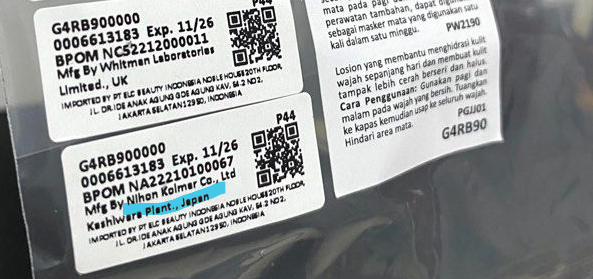 P44
G4RB900000
0006613183 Exp. 11/26
BPOM NC52212000011
Mfg By Whitman Laboratories
Limited., UK
IMPORTED BY PT ELC BEAUTY INDONESIA NOBLE HOUSE 20TH FLOOR,
JL. DR.IDE ANAK AGUNG GDE AGUNG KAV, E4.2 NO2.
JAKARTA SELATAN 12950, INDONESIA
P44
G4RB900000
0006613183 Exp. 11/26
BPOM NA22210100067
Mfg By Nihon Kolmar Co., Ltd
Kashiwara Plant., Japan
IMPORTED BY PT ELC BEAUTY INDONESIA NOBLE HOUSE 20TH FLOOR,
JL. DR.IDE ANAK AGUNG GDE AGUNG KAV, E4.2 NO2.
JAKARTA SELATAN 12950, INDONESIA
mata pada pagi
perawatan tambahan, dapat
sebagai masker mata yang digunakan satu
kali dalam satu minggu.
PW2190
Losion yang membantu menghidrasi kulit
wajah sepanjang hari dan membuat kulit
tampak lebih cerah berseri dan halus.
Cara Penggunaan: Gunakan pagi dan
malam pada wajah yang bersih. Tuangkan
ke kapas kemudian usap ke seluruh wajah.
Hindari area mata.
PGJJ01
G4RB90